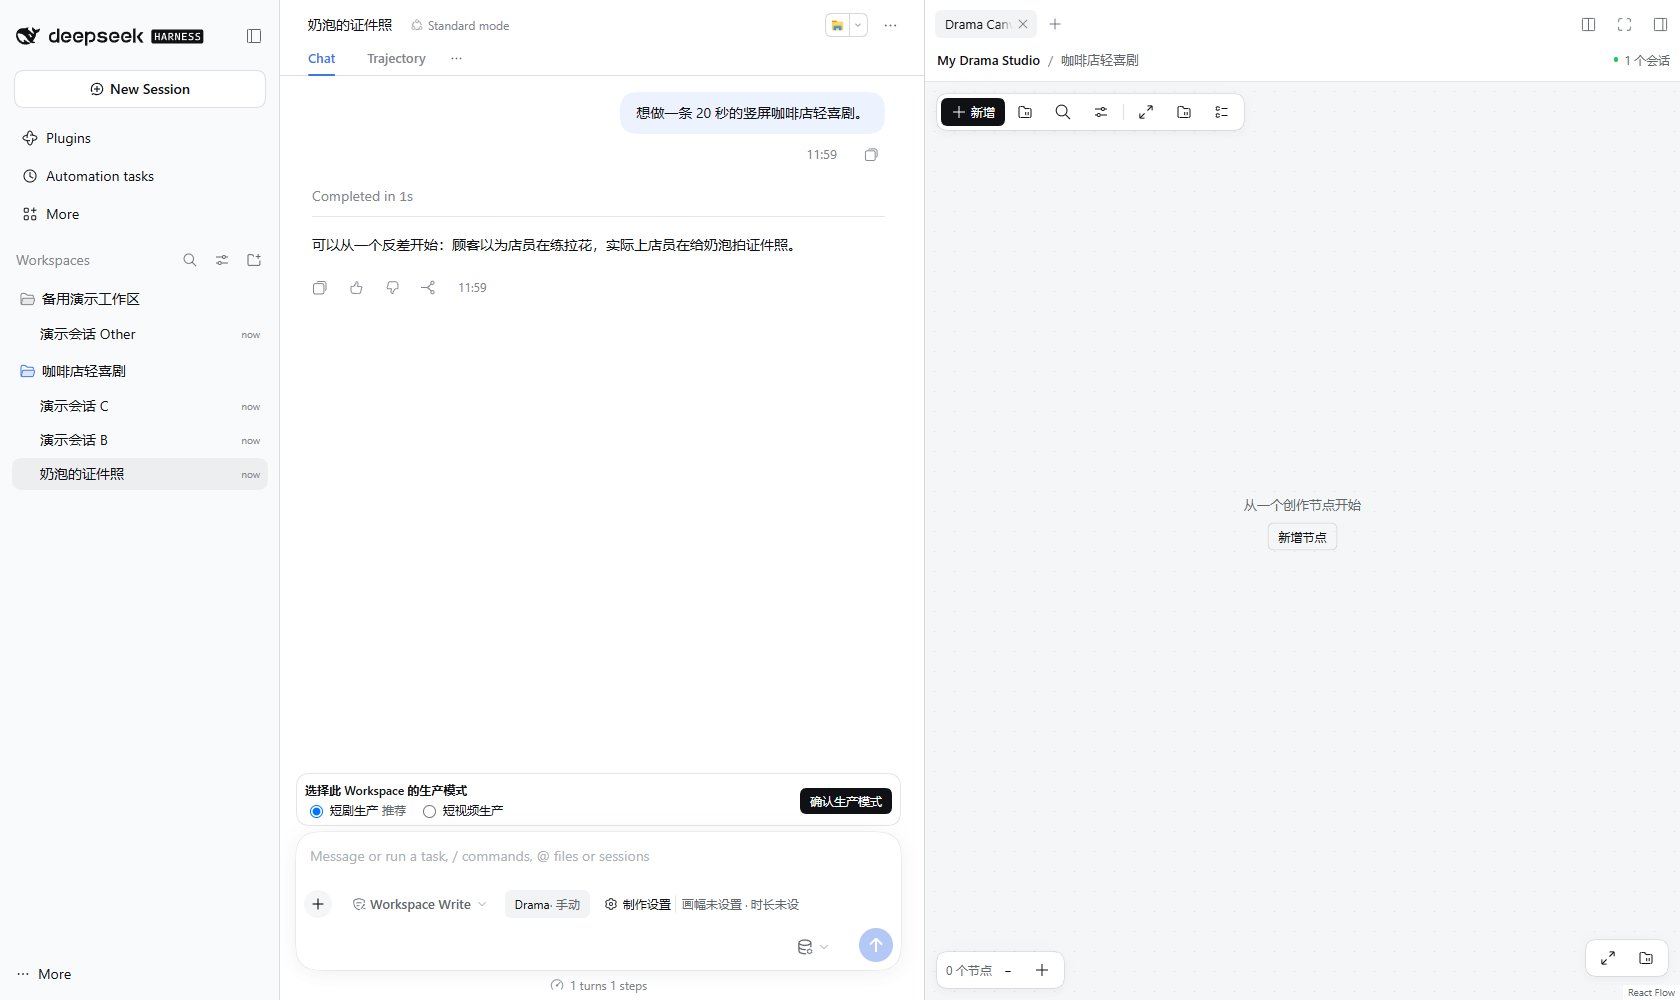 deepseek HARNESS
New Session
Plugins
Automation tasks
More
Workspaces
备用演示工作区
演示会话 Other now
咖啡店轻喜剧
演示会话 C now
演示会话 B now
奶泡的证件照 now
More
奶泡的证件照 Standard mode
Chat Trajectory
想做一条 20 秒的竖屏咖啡店轻喜剧。
11:59
Completed in 1s
可以从一个反差开始：顾客以为店员在练拉花，实际上店员在给奶泡拍证件照。
11:59
选择此 Workspace 的生产模式
短剧生产 推荐 短视频生产
确认生产模式
Message or run a task, / commands, @ files or sessions
Workspace Write Drama· 手动 制作设置 画幅未设置 · 时长未设
1 turns 1 steps
Drama Can
My Drama Studio / 咖啡店轻喜剧 1 个会话
新增
从一个创作节点开始
新增节点
0 个节点
React Flow